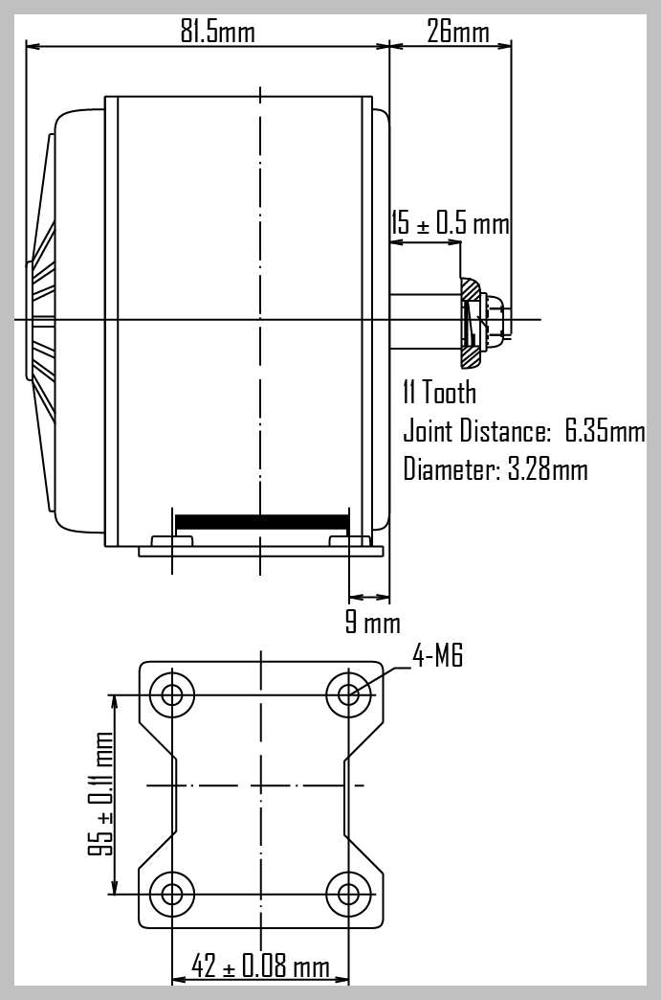 81.5mm
26mm
15 ± 0.5 mm
11 Tooth
Joint Distance: 6.35mm
Diameter: 3.28mm
9 mm
4-M6
95 ± 0.11 mm
42 ± 0.08 mm